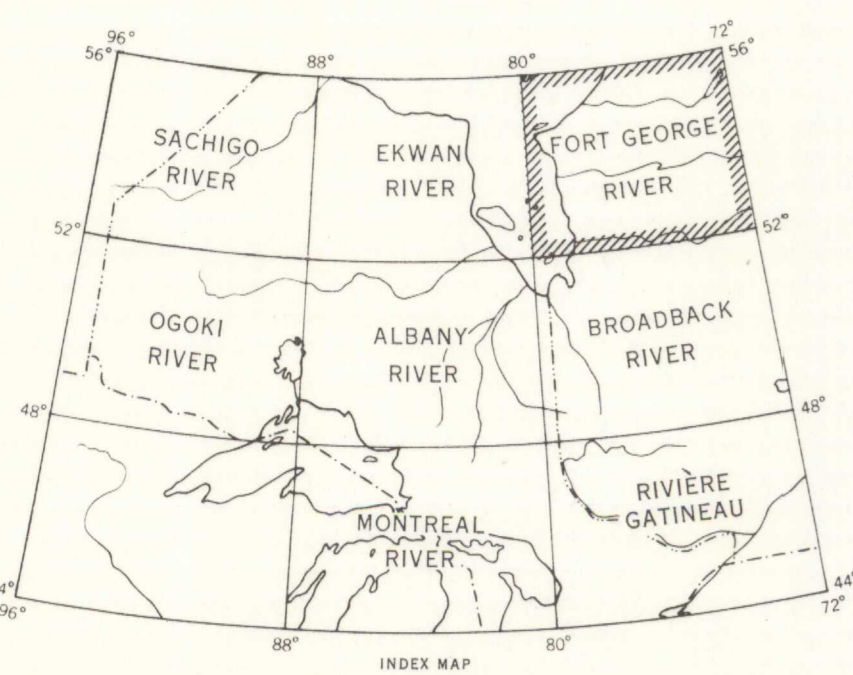 96°
56°
88°
80°
72°
56°
SACHIGO
RIVER
EKWAN
RIVER
FORT GEORGE
RIVER
52°
52°
OGOKI
RIVER
ALBANY
RIVER
BROADBACK
RIVER
48°
48°
MONTREAL
RIVER
RIVIÈRE
GATINEAU
4°
96°
44°
72°
88°
80°
INDEX MAP